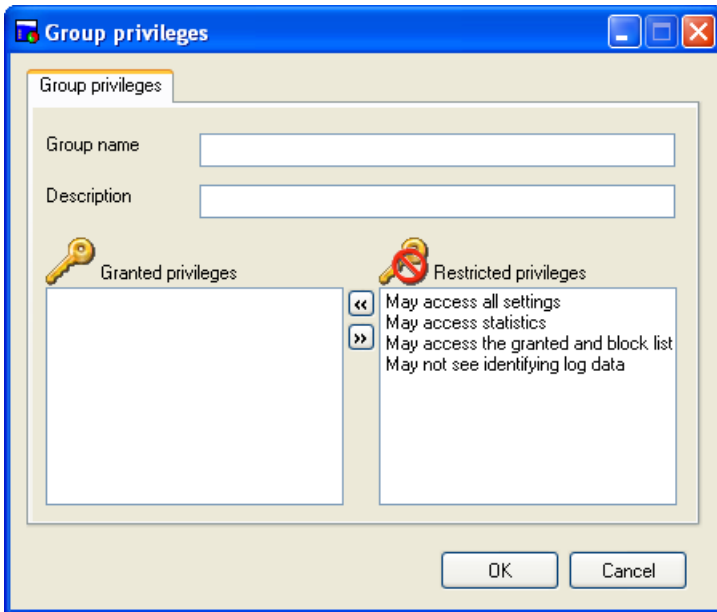 Group privileges
Group privileges
Group name
Description
Granted privileges
Restricted privileges
<<
>>
May access all settings
May access statistics
May access the granted and block list
May not see identifying log data
OK
Cancel